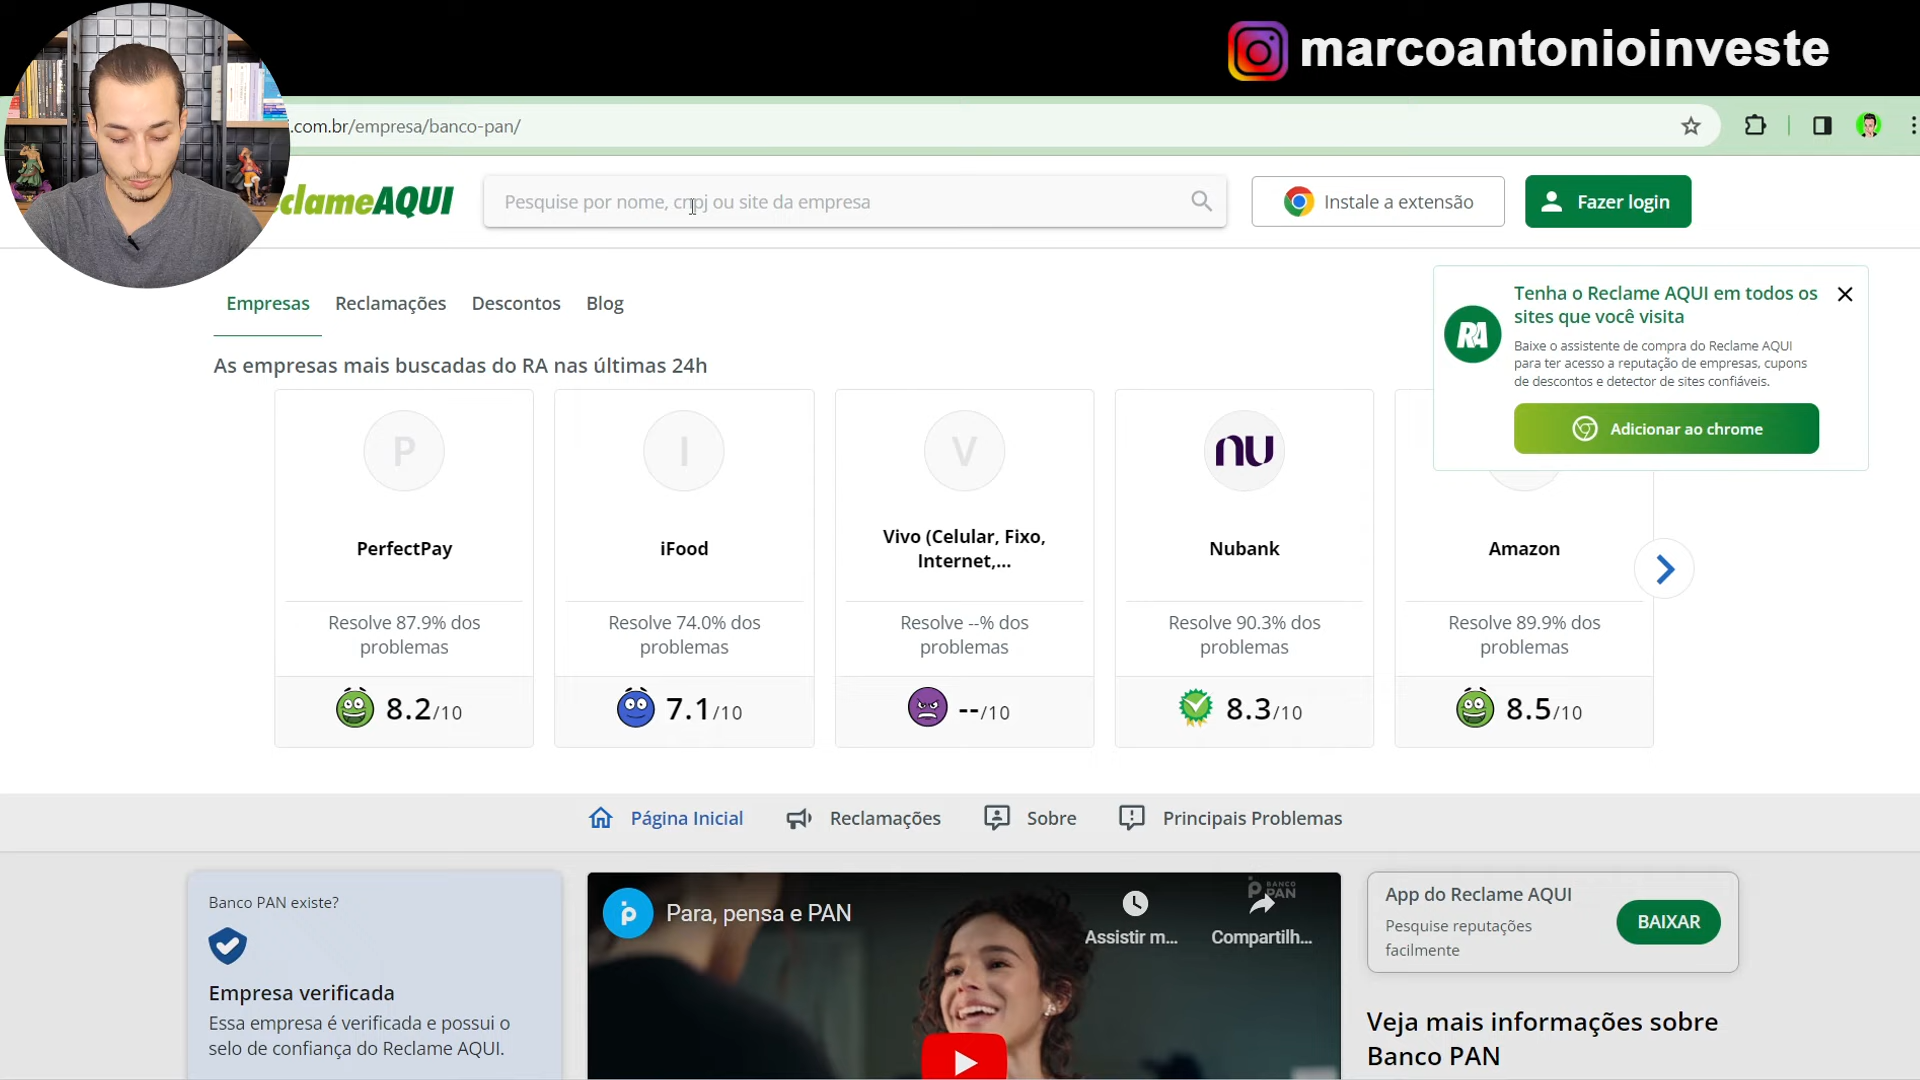 marcoantonioinveste
.com.br/empresa/banco-pan/
clameAQUI
Pesquise por nome, cnpj ou site da empresa
Instale a extensão
Fazer login
Empresas
Reclamações
Descontos
Blog
Tenha o Reclame AQUI em todos os
sites que você visita
Baixe o assistente de compra do Reclame AQUI
para ter acesso a reputação de empresas, cupons
de descontos e detector de sites confiáveis.
Adicionar ao chrome
RA
As empresas mais buscadas do RA nas últimas 24h
P
PerfectPay
Resolve 87.9% dos
problemas
8.2/10
I
iFood
Resolve 74.0% dos
problemas
7.1/10
V
Vivo (Celular, Fixo,
Internet,...
Resolve --% dos
problemas
--/10
nu
Nubank
Resolve 90.3% dos
problemas
8.3/10
Amazon
Resolve 89.9% dos
problemas
8.5/10
Página Inicial
Reclamações
Sobre
Principais Problemas
Banco PAN existe?
Empresa verificada
Essa empresa é verificada e possui o
selo de confiança do Reclame AQUI.
Para, pensa e PAN
Assistir m...
Compartilh...
BANCO
PAN
App do Reclame AQUI
Pesquise reputações
facilmente
BAIXAR
Veja mais informações sobre
Banco PAN